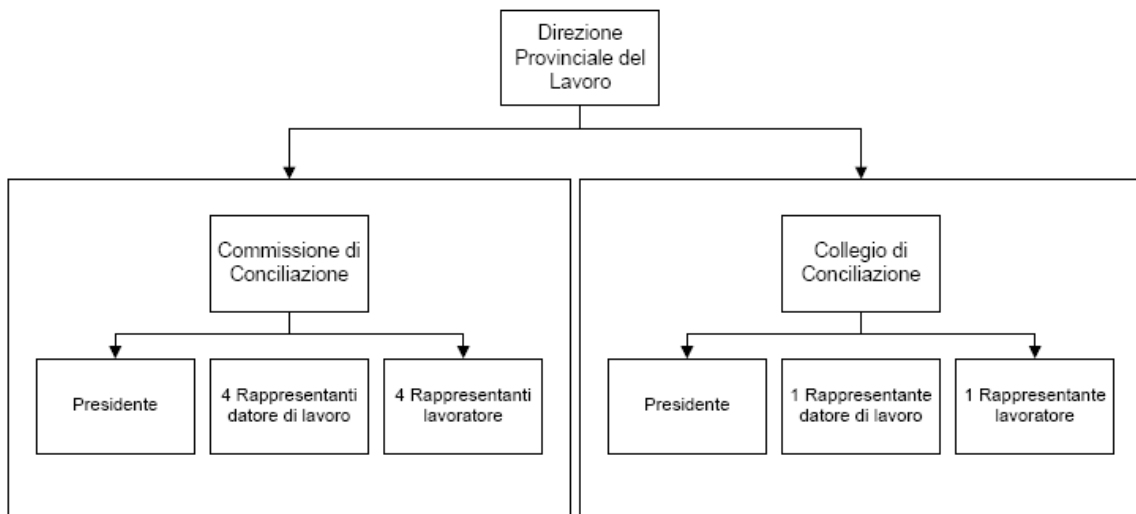 Direzione
Provinciale del
Lavoro
Commissione di
Conciliazione
Presidente
4 Rappresentanti
datore di lavoro
4 Rappresentanti
lavoratore
Collegio di
Conciliazione
Presidente
1 Rappresentante
datore di lavoro
1 Rappresentante
lavoratore